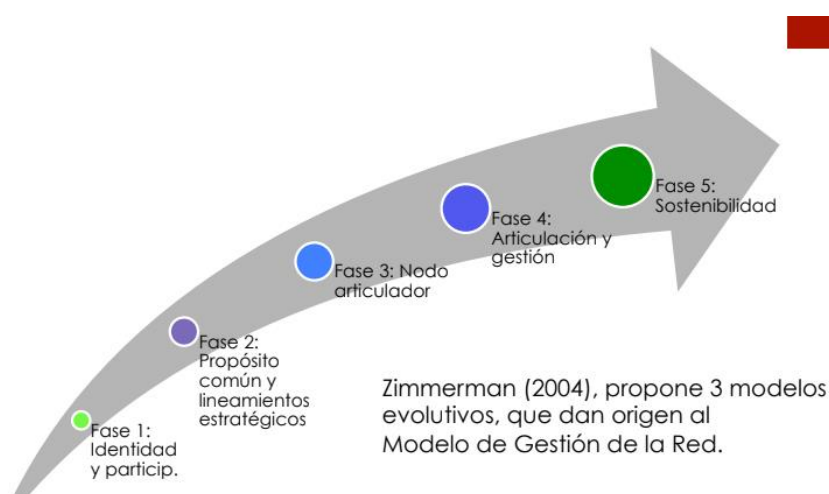 Fase 1:
Identidad
y particip.
Fase 2:
Propósito
común y
lineamientos
estratégicos
Fase 3: Nodo
articulador
Fase 4:
Articulación y
gestión
Fase 5:
Sostenibilidad
Zimmerman (2004), propone 3 modelos
evolutivos, que dan origen al
Modelo de Gestión de la Red.